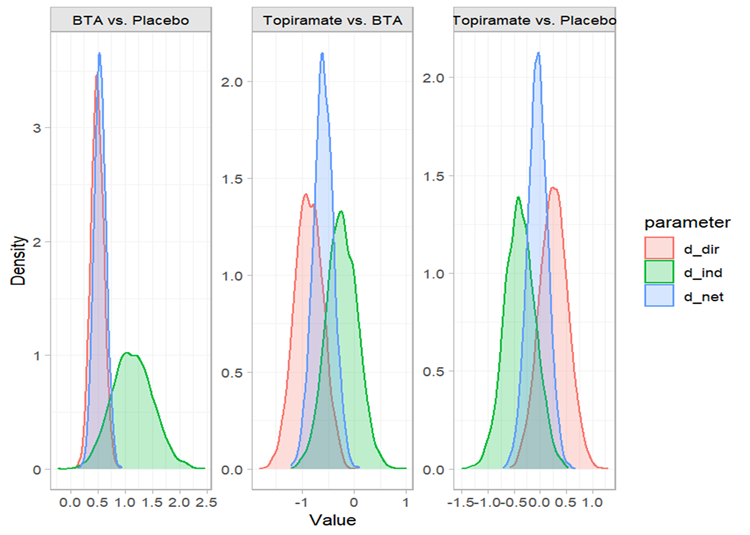 BTA vs. Placebo
Topiramate vs. BTA
Topiramate vs. Placebo
Density
3
2
1
0
2.0
1.5
1.0
0.5
0.0
2.0
1.5
1.0
0.5
0.0
0.0 0.5 1.0 1.5 2.0 2.5
-1 0 1
-1.5 -1.0 -0.5 0.0 0.5 1.0
Value
parameter
d_dir
d_ind
d_net